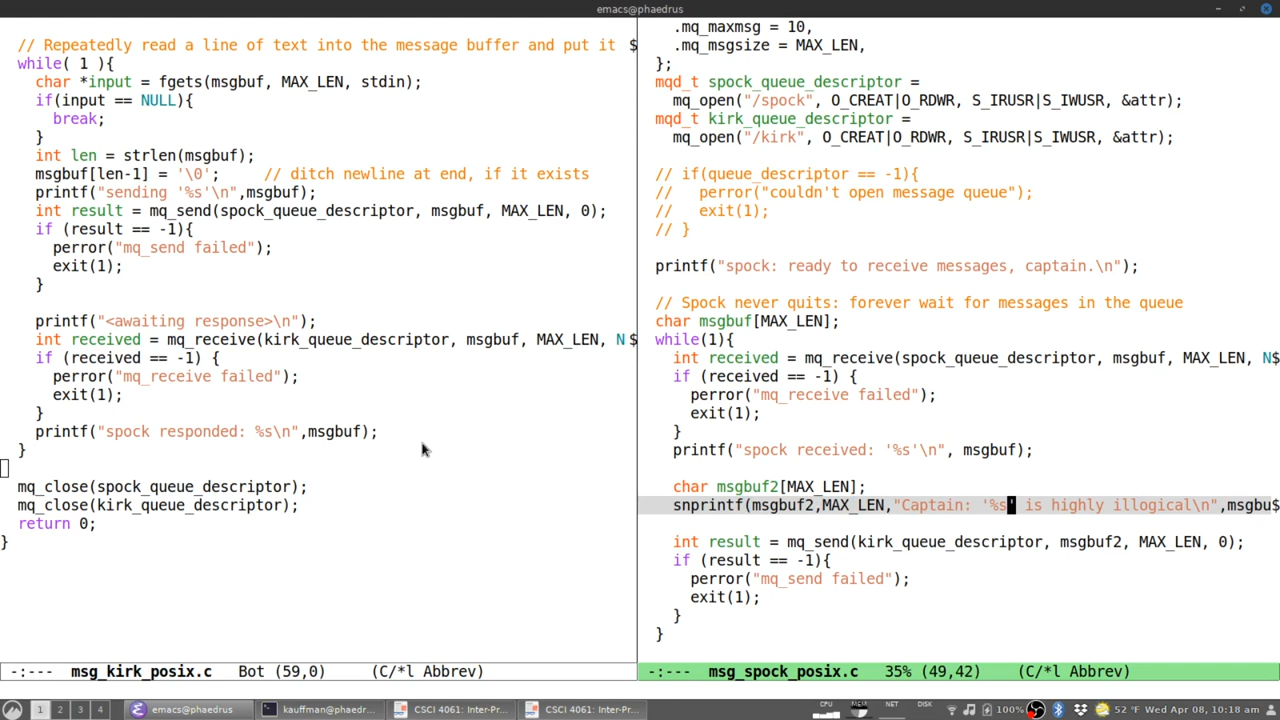 emacs@phaedrus
// Repeatedly read a line of text into the message buffer and put it $
while( 1 ){
char *input = fgets(msgbuf, MAX_LEN, stdin);
if(input == NULL){
break;
}
int len = strlen(msgbuf);
msgbuf[len-1] = '\0';     // ditch newline at end, if it exists
printf("sending '%s'\n",msgbuf);
int result = mq_send(spock_queue_descriptor, msgbuf, MAX_LEN, 0);
if (result == -1){
perror("mq_send failed");
exit(1);
}
printf("<awaiting response>\n");
int received = mq_receive(kirk_queue_descriptor, msgbuf, MAX_LEN, N$
if (received == -1) {
perror("mq_receive failed");
exit(1);
}
printf("spock responded: %s\n",msgbuf);
}
mq_close(spock_queue_descriptor);
mq_close(kirk_queue_descriptor);
return 0;
}
-:---  msg_kirk_posix.c   Bot (59,0)     (C/*l Abbrev)
.mq_maxmsg = 10,
.mq_msgsize = MAX_LEN,
};
mqd_t spock_queue_descriptor =
mq_open("/spock", O_CREAT|O_RDWR, S_IRUSR|S_IWUSR, &attr);
mqd_t kirk_queue_descriptor =
mq_open("/kirk", O_CREAT|O_RDWR, S_IRUSR|S_IWUSR, &attr);
// if(queue_descriptor == -1){
//   perror("couldn't open message queue");
//   exit(1);
// }
printf("spock: ready to receive messages, captain.\n");
// Spock never quits: forever wait for messages in the queue
char msgbuf[MAX_LEN];
while(1){
int received = mq_receive(spock_queue_descriptor, msgbuf, MAX_LEN, N$
if (received == -1) {
perror("mq_receive failed");
exit(1);
}
printf("spock received: '%s'\n", msgbuf);
char msgbuf2[MAX_LEN];
snprintf(msgbuf2,MAX_LEN,"Captain: '%s' is highly illogical\n",msgbu$
int result = mq_send(kirk_queue_descriptor, msgbuf2, MAX_LEN, 0);
if (result == -1){
perror("mq_send failed");
exit(1);
}
}
-:---  msg_spock_posix.c   35% (49,42)    (C/*l Abbrev)
1 2 3 4 emacs@phaedrus kauffman@phaedr... CSCI 4061: Inter-Pr... CSCI 4061: Inter-Pr... CPU MEM NET DISK 100% 52 °F Wed Apr 08, 10:18 am